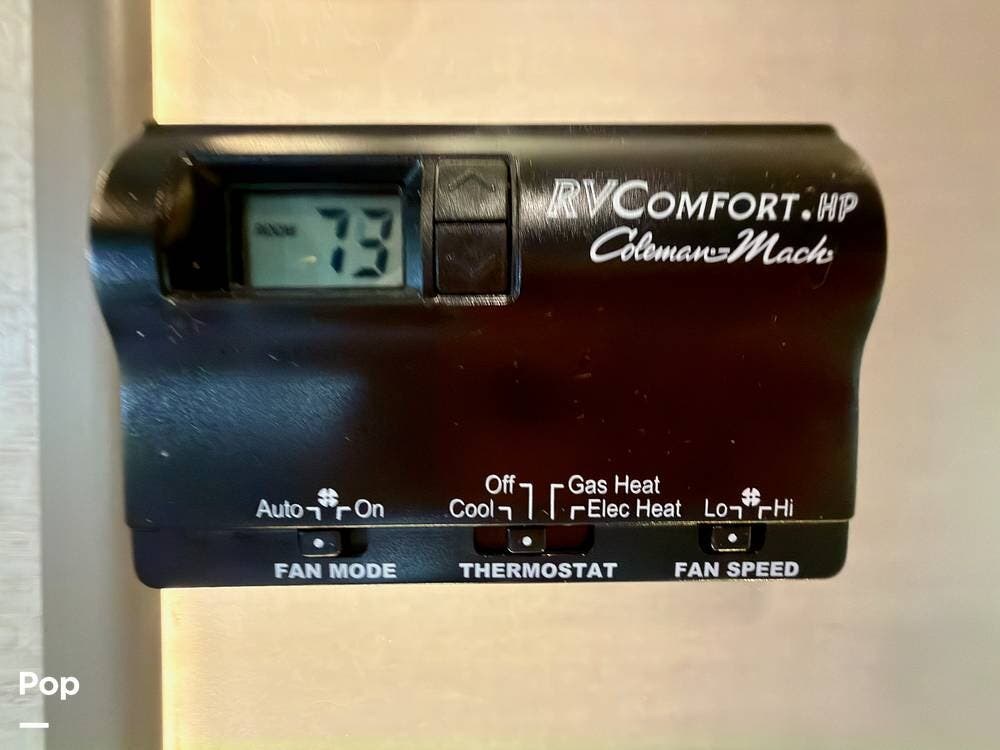 ROOM 73
RVCOMFORT.HP
Coleman-Mach
Off Gas Heat
Auto On Cool Elec Heat Lo Hi
FAN MODE THERMOSTAT FAN SPEED
Pop